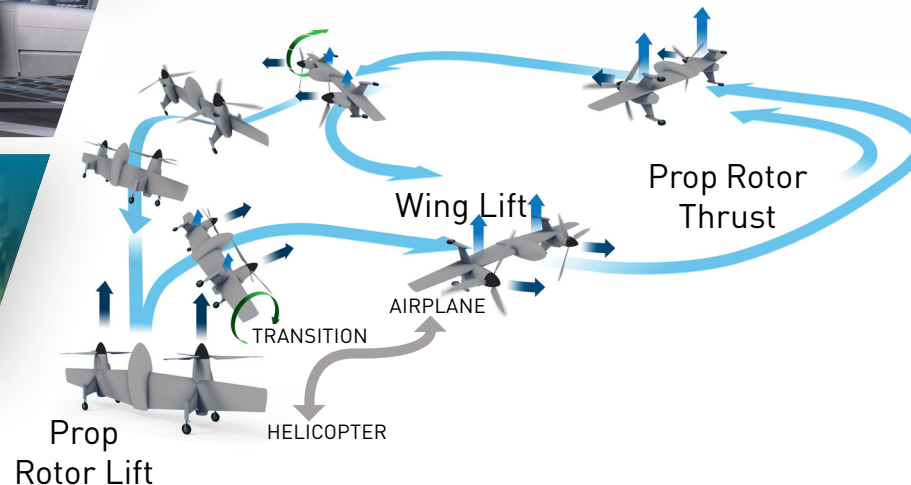 Prop Rotor
Thrust
Wing Lift
AIRPLANE
TRANSITION
HELICOPTER
Prop
Rotor Lift